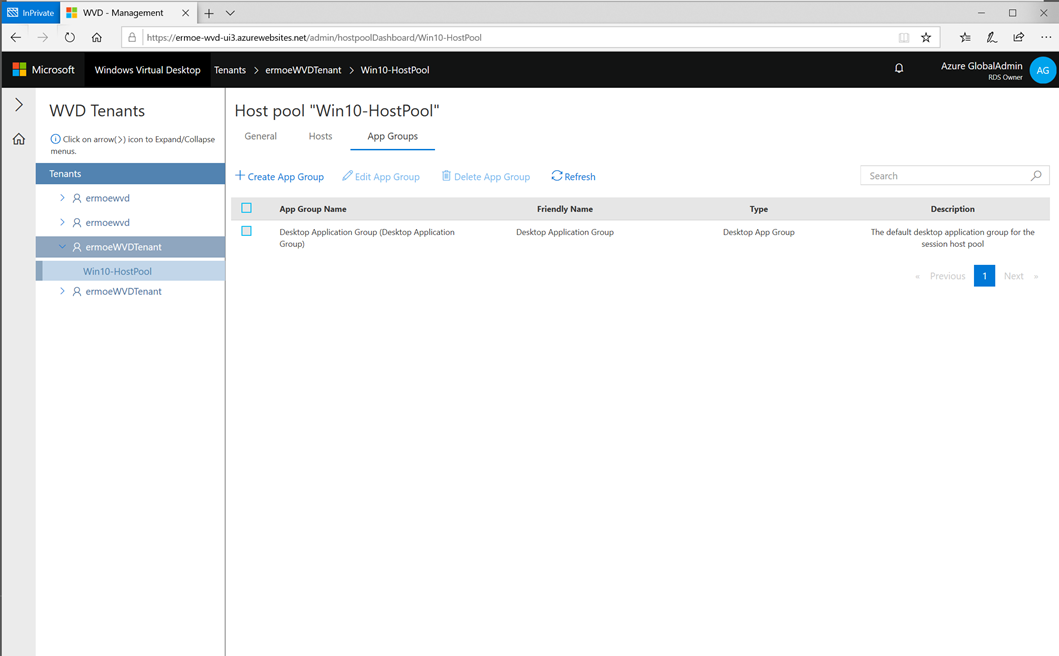 InPrivate
WVD - Management
https://ermoe-wvd-ui3.azurewebsites.net/admin/hostpoolDashboard/Win10-HostPool
Microsoft
Windows Virtual Desktop
Tenants > ermoeWVDTenant > Win10-HostPool
Azure GlobalAdmin
RDS Owner
AG
WVD Tenants
Click on arrow(>) icon to Expand/Collapse
menus.
Tenants
ermoewvd
ermoewvd
ermoeWVDTenant
Win10-HostPool
ermoeWVDTenant
Host pool "Win10-HostPool"
General Hosts App Groups
Create App Group Edit App Group Delete App Group Refresh
Search
App Group Name Friendly Name Type Description
Desktop Application Group (Desktop Application
Group)
Desktop Application Group
Desktop App Group
The default desktop application group for the
session host pool
« Previous 1 Next »